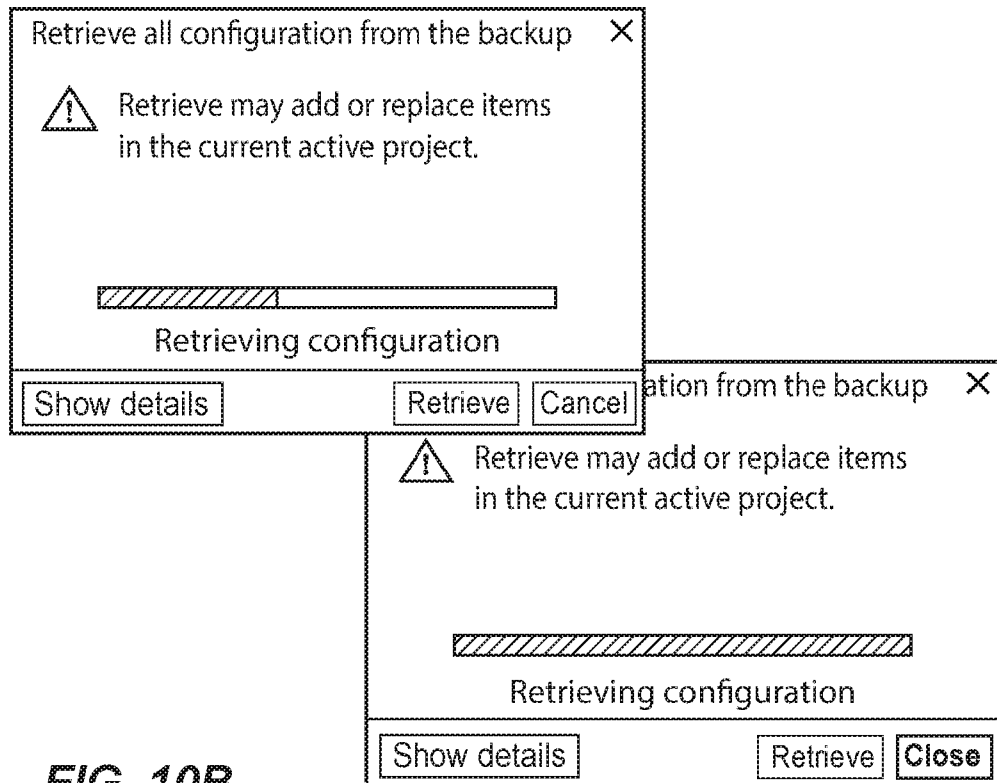 Retrieve all configuration from the backup X
Retrieve may add or replace items
in the current active project.
Retrieving configuration
Show details Retrieve Cancel
ation from the backup X
Retrieve may add or replace items
in the current active project.
Retrieving configuration
Show details Retrieve Close
FIG. 10B